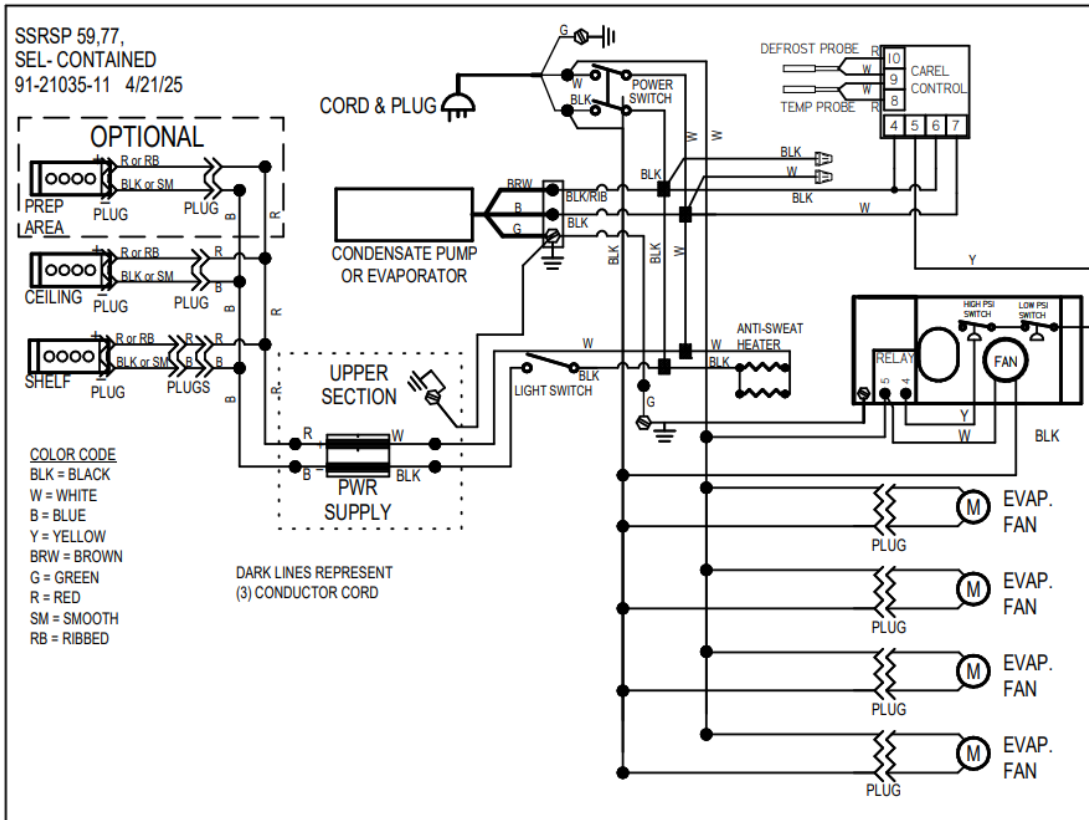 SSRSP 59,77,
SEL- CONTAINED
91-21035-11 4/21/25
OPTIONAL
+
R or RB
BLK or SM
PREP
AREA
PLUG
PLUG
B
R
+
R or RB
R
BLK or SM
B
CEILING
–
PLUG
PLUG
B
R
+
R or RB
R
R
BLK or SM
B
B
SHELF
–
PLUG
PLUGS
B
R
COLOR CODE
BLK = BLACK
W = WHITE
B = BLUE
Y = YELLOW
BRW = BROWN
G = GREEN
R = RED
SM = SMOOTH
RB = RIBBED
UPPER
SECTION
R
+
W
B
–
BLK
PWR
SUPPLY
DARK LINES REPRESENT
(3) CONDUCTOR CORD
CORD & PLUG
G
W
BLK
POWER
SWITCH
W
W
BRW
BLK/RIB
B
BLK
G
CONDENSATE PUMP
OR EVAPORATOR
BLK
BLK
W
BLK
W
BLK
BLK
W
DEFROST PROBE
R
W
TEMP PROBE
W
R
10
9
8
CAREL
CONTROL
4 5 6 7
Y
LIGHT SWITCH
BLK
W
W
BLK
ANTI-SWEAT
HEATER
G
HIGH PSI
SWITCH
LOW PSI
SWITCH
RELAY
5
4
FAN
Y
W
BLK
M
EVAP.
FAN
PLUG
M
EVAP.
FAN
PLUG
M
EVAP.
FAN
PLUG
M
EVAP.
FAN
PLUG